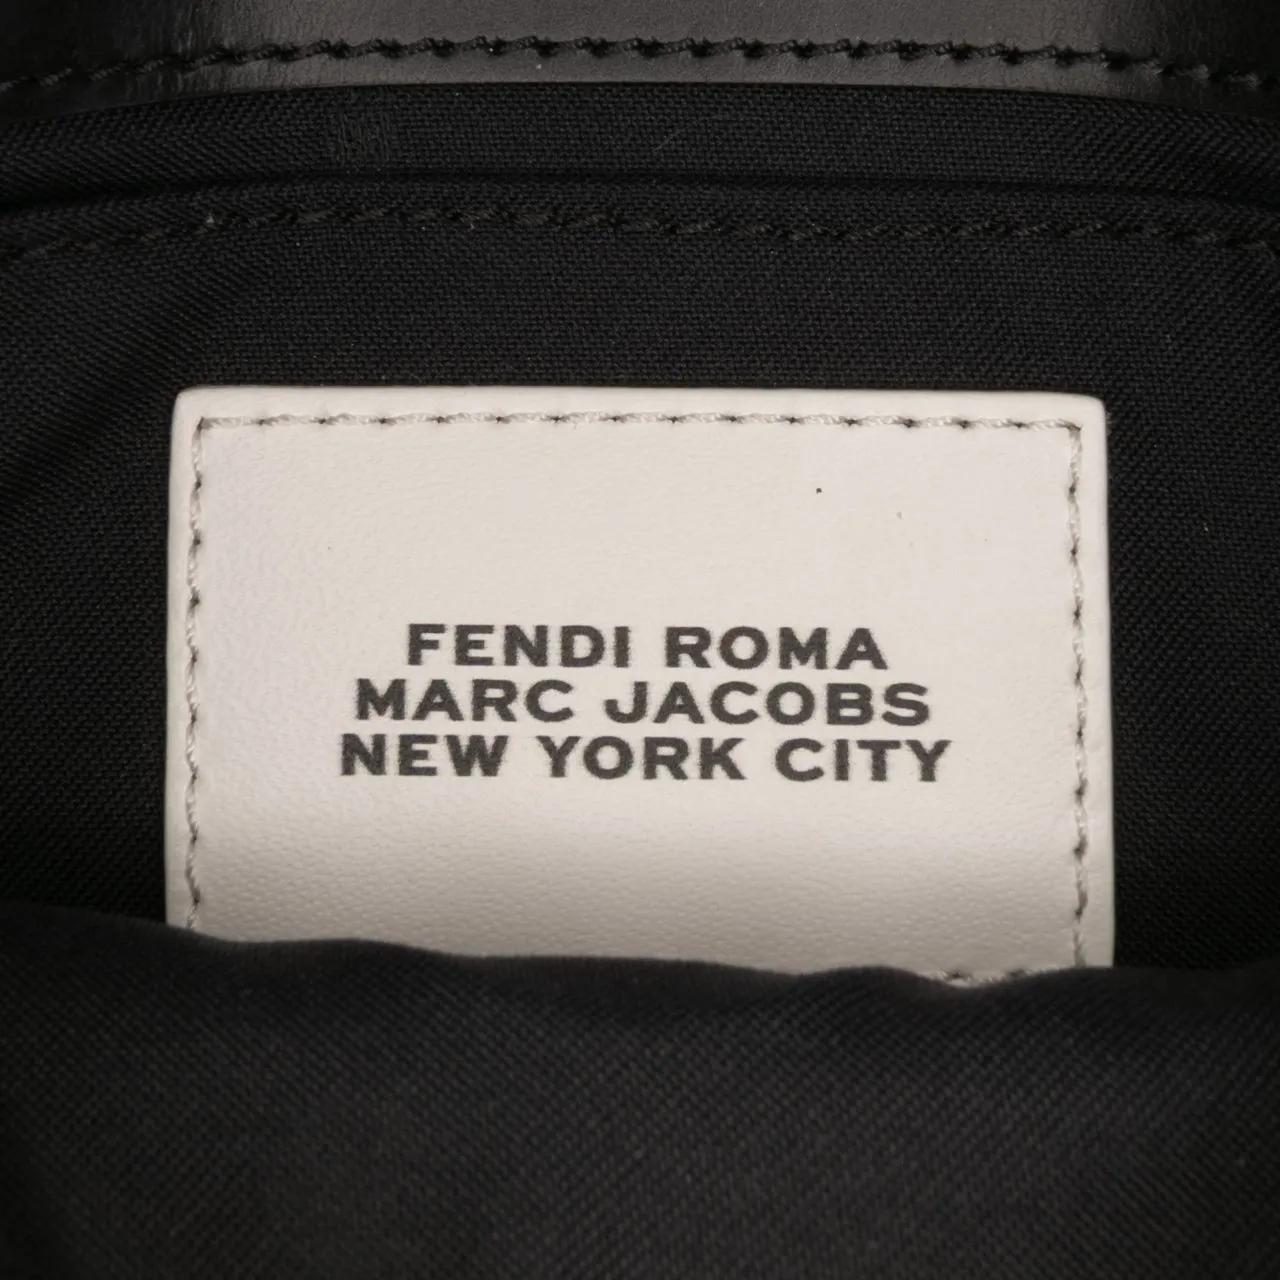 FENDI ROMA
MARC JACOBS
NEW YORK CITY